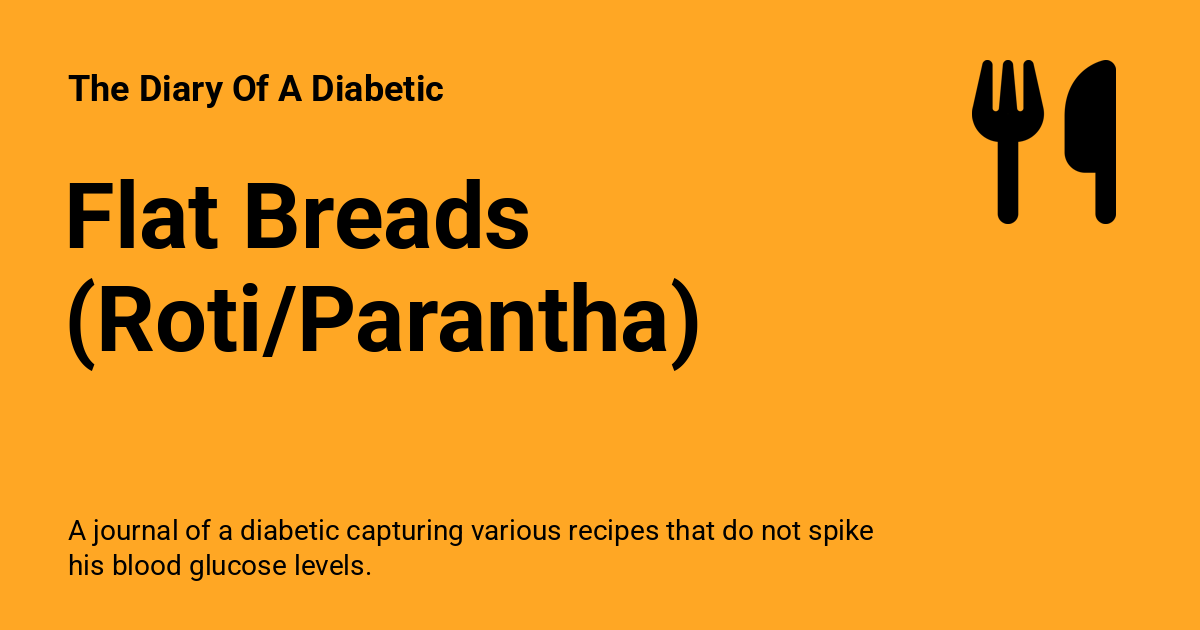 The Diary Of A Diabetic
Flat Breads
(Roti/Parantha)
A journal of a diabetic capturing various recipes that do not spike
his blood glucose levels.